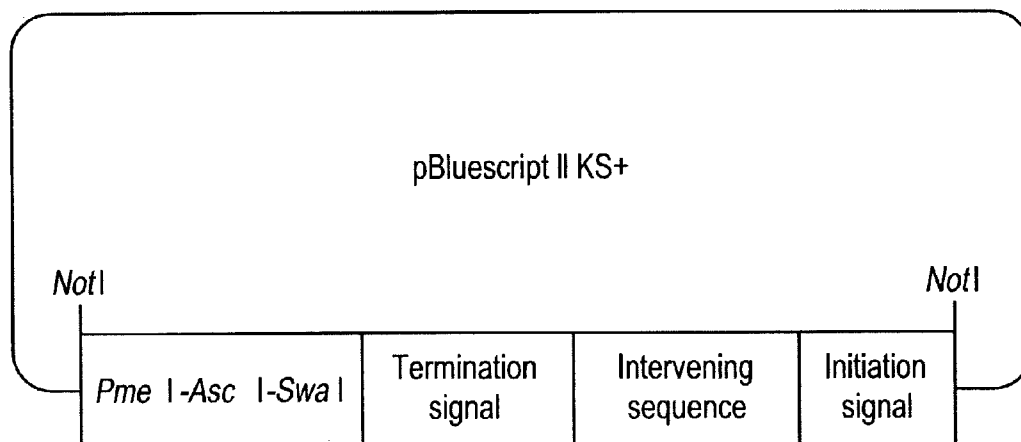 pBluescript II KS+
NotI
NotI
Pme I-Asc I-Swa I
Termination
signal
Intervening
sequence
Initiation
signal